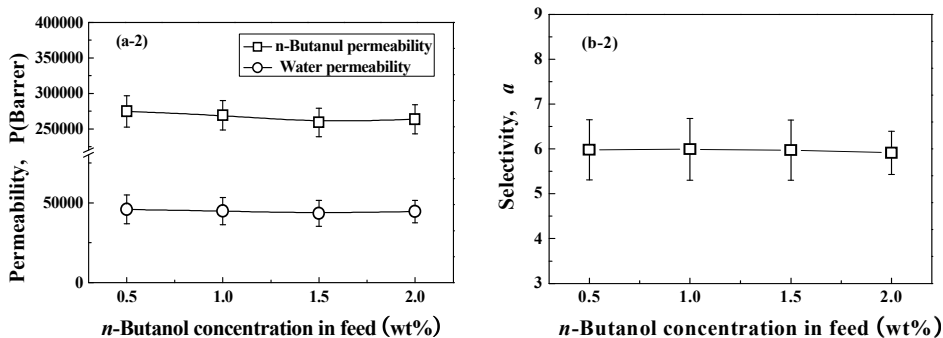 (a-2)
n-Butanul permeability
Water permeability
400000
350000
300000
250000
50000
0
Permeability, P(Barrer)
0.5 1.0 1.5 2.0
n-Butanol concentration in feed (wt%)
(b-2)
9
8
7
6
5
4
3
Selectivity, a
0.5 1.0 1.5 2.0
n-Butanol concentration in feed (wt%)